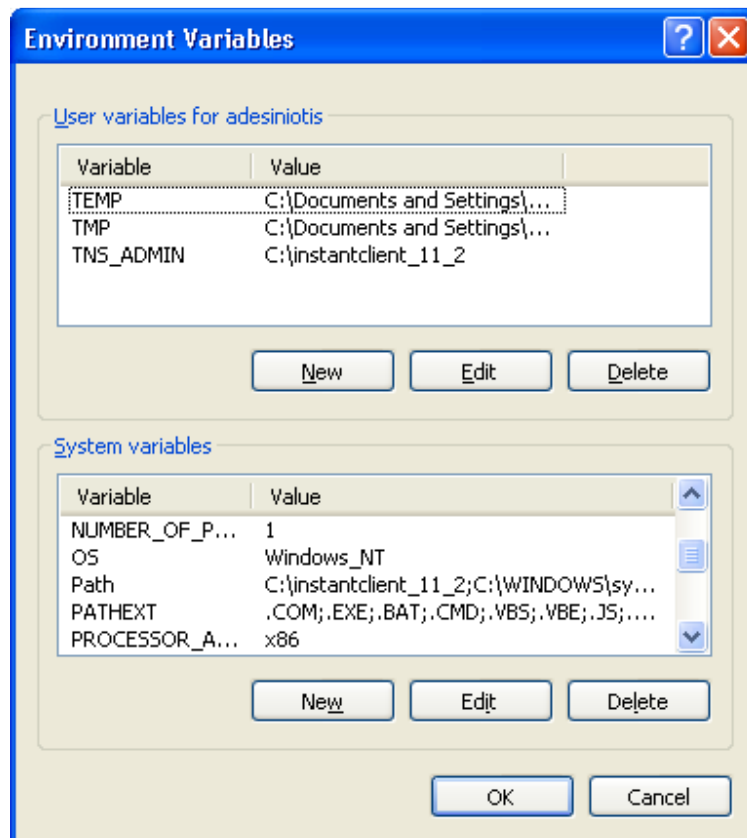 Environment Variables
User variables for adesiniotis
Variable Value
TEMP C:\Documents and Settings\...
TMP C:\Documents and Settings\...
TNS_ADMIN C:\instantclient_11_2
New Edit Delete
System variables
Variable Value
NUMBER_OF_P... 1
OS Windows_NT
Path C:\instantclient_11_2;C:\WINDOWS\sy...
PATHEXT .COM;.EXE;.BAT;.CMD;.VBS;.VBE;.JS;....
PROCESSOR_A... x86
New Edit Delete
OK Cancel